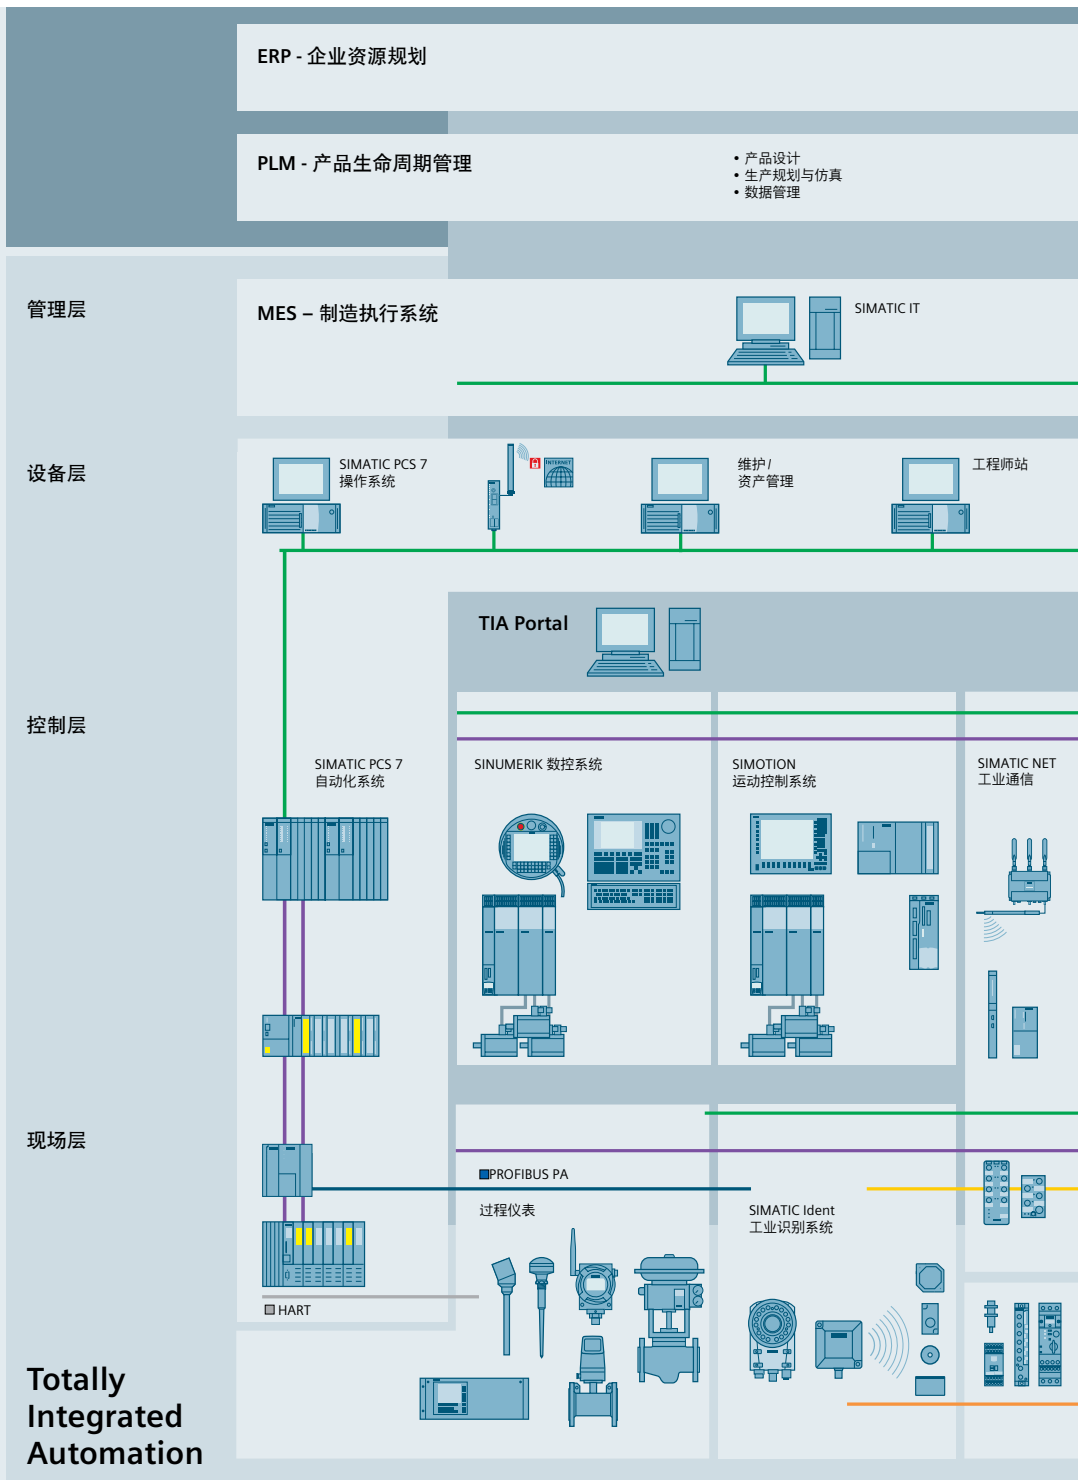 ERP - 企业资源规划
PLM - 产品生命周期管理
• 产品设计
• 生产规划与仿真
• 数据管理
管理层
MES – 制造执行系统
SIMATIC IT
设备层
SIMATIC PCS 7
操作系统
INTERNET
维护/
资产管理
工程师站
TIA Portal
控制层
SIMATIC PCS 7
自动化系统
SINUMERIK 数控系统
SIMOTION
运动控制系统
SIMATIC NET
工业通信
现场层
PROFIBUS PA
过程仪表
SIMATIC Ident
工业识别系统
HART
Totally
Integrated
Automation